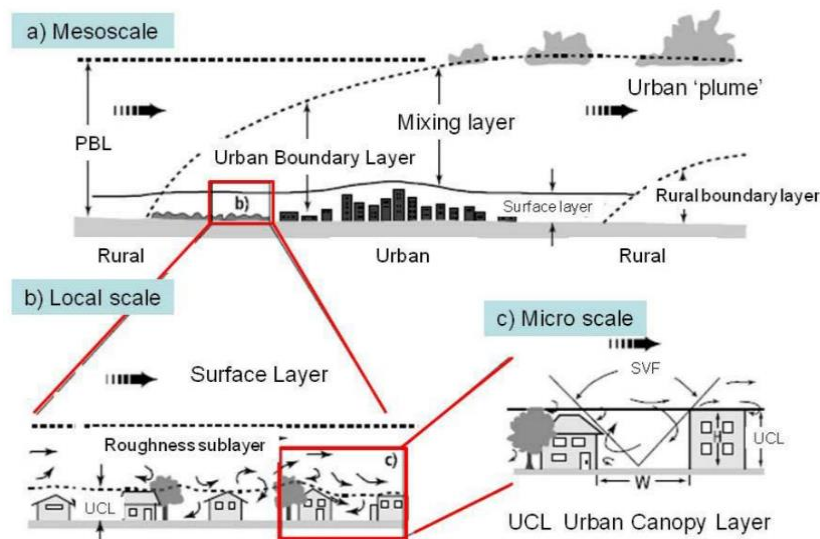 a) Mesoscale
Urban 'plume'
PBL
Mixing layer
Urban Boundary Layer
b)
Surface layer
Rural boundary layer
Rural
Urban
Rural
b) Local scale
Surface Layer
Roughness sublayer
c)
UCL
c) Micro scale
SVF
H
UCL
W
UCL Urban Canopy Layer